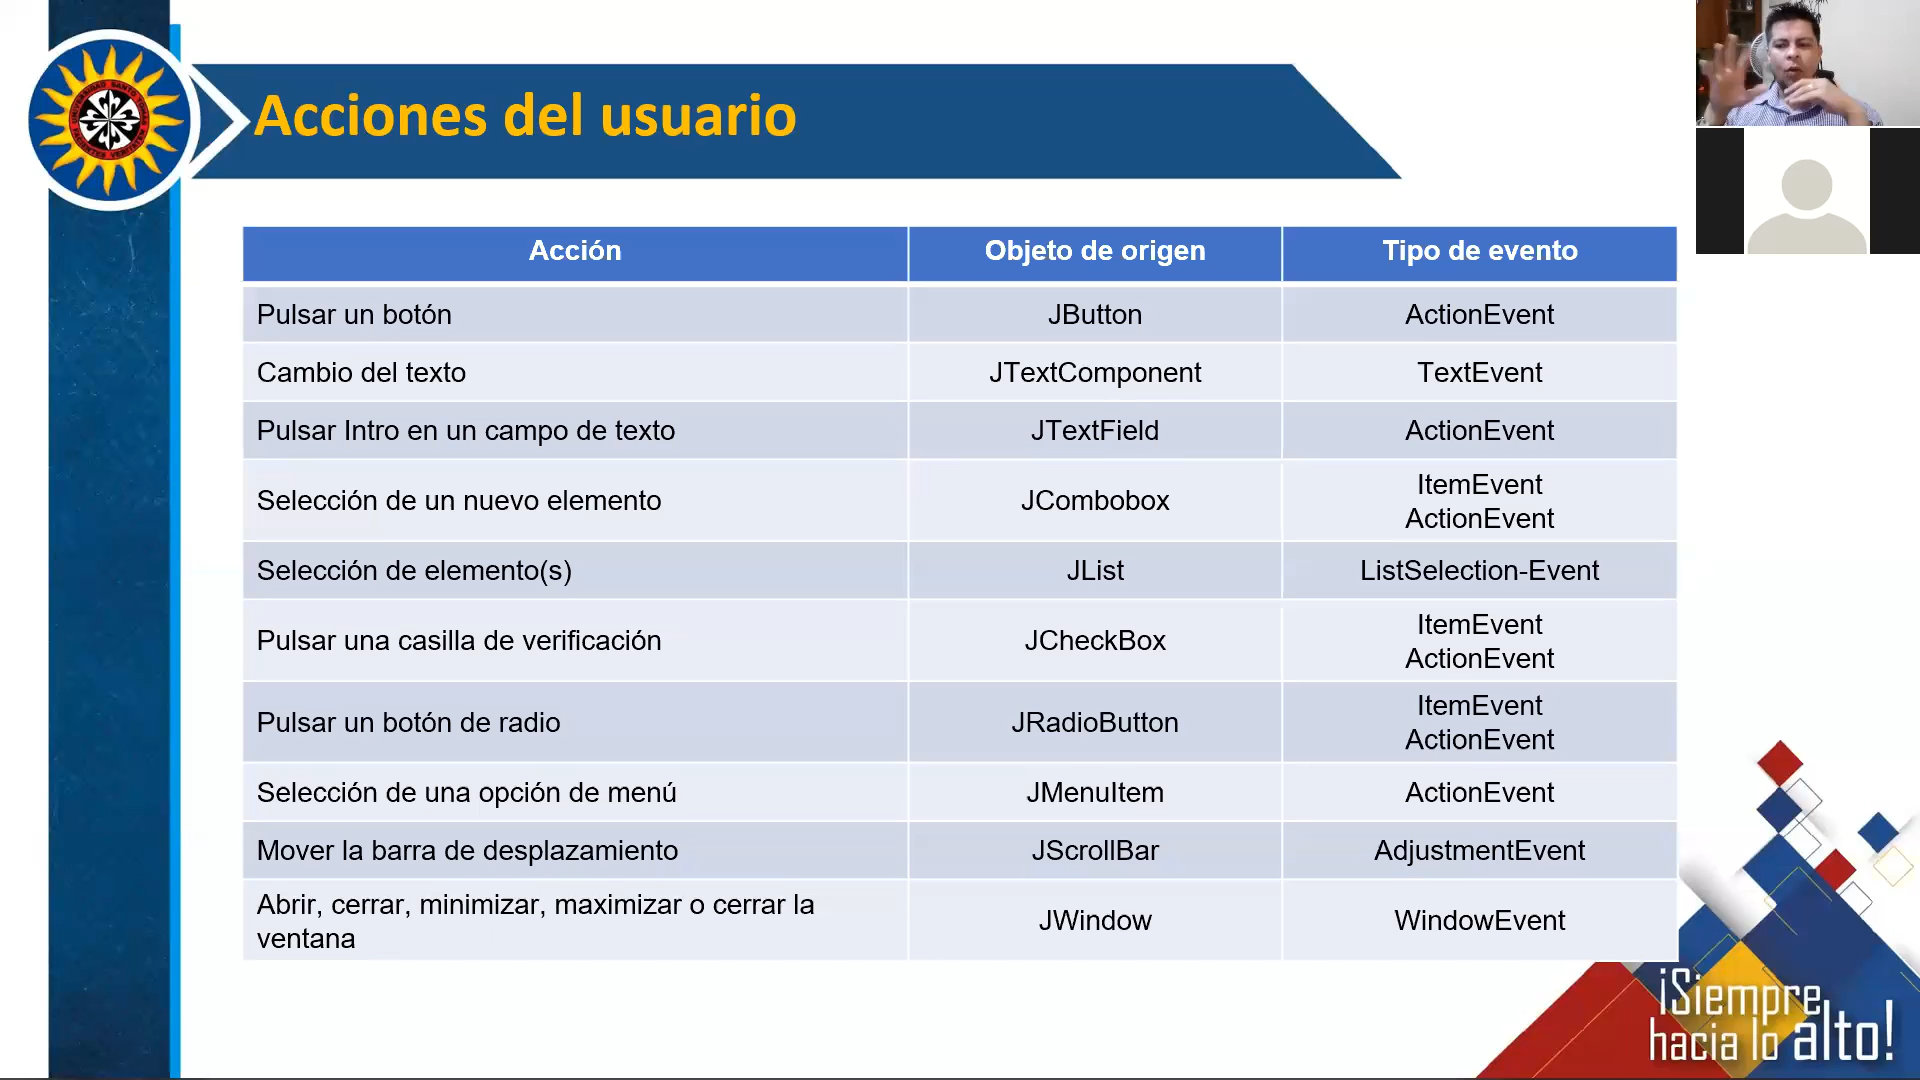 Acciones del usuario
Acción Objeto de origen Tipo de evento
Pulsar un botón JButton ActionEvent
Cambio del texto JTextComponent TextEvent
Pulsar Intro en un campo de texto JTextField ActionEvent
Selección de un nuevo elemento JCombobox ItemEvent
ActionEvent
Selección de elemento(s) JList ListSelection-Event
Pulsar una casilla de verificación JCheckBox ItemEvent
ActionEvent
Pulsar un botón de radio JRadioButton ItemEvent
ActionEvent
Selección de una opción de menú JMenuItem ActionEvent
Mover la barra de desplazamiento JScrollBar AdjustmentEvent
Abrir, cerrar, minimizar, maximizar o cerrar la
ventana JWindow WindowEvent
¡Siempre
hacia lo alto!